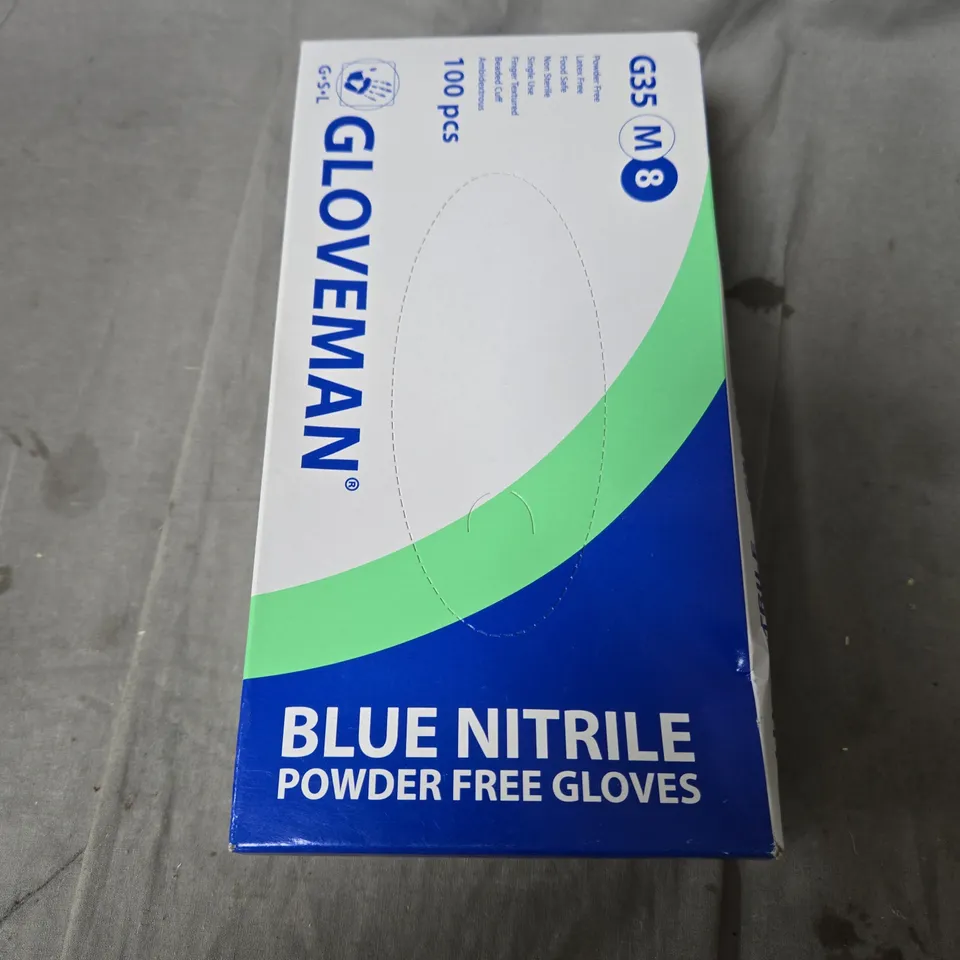 G35 M 8
Powder Free
Latex Free
Food Safe
Non Sterile
Single Use
Finger Textured
Beaded Cuff
Ambidextrous
100 pcs
G•S•L
GLOVEMAN®
BLUE NITRILE
POWDER FREE GLOVES